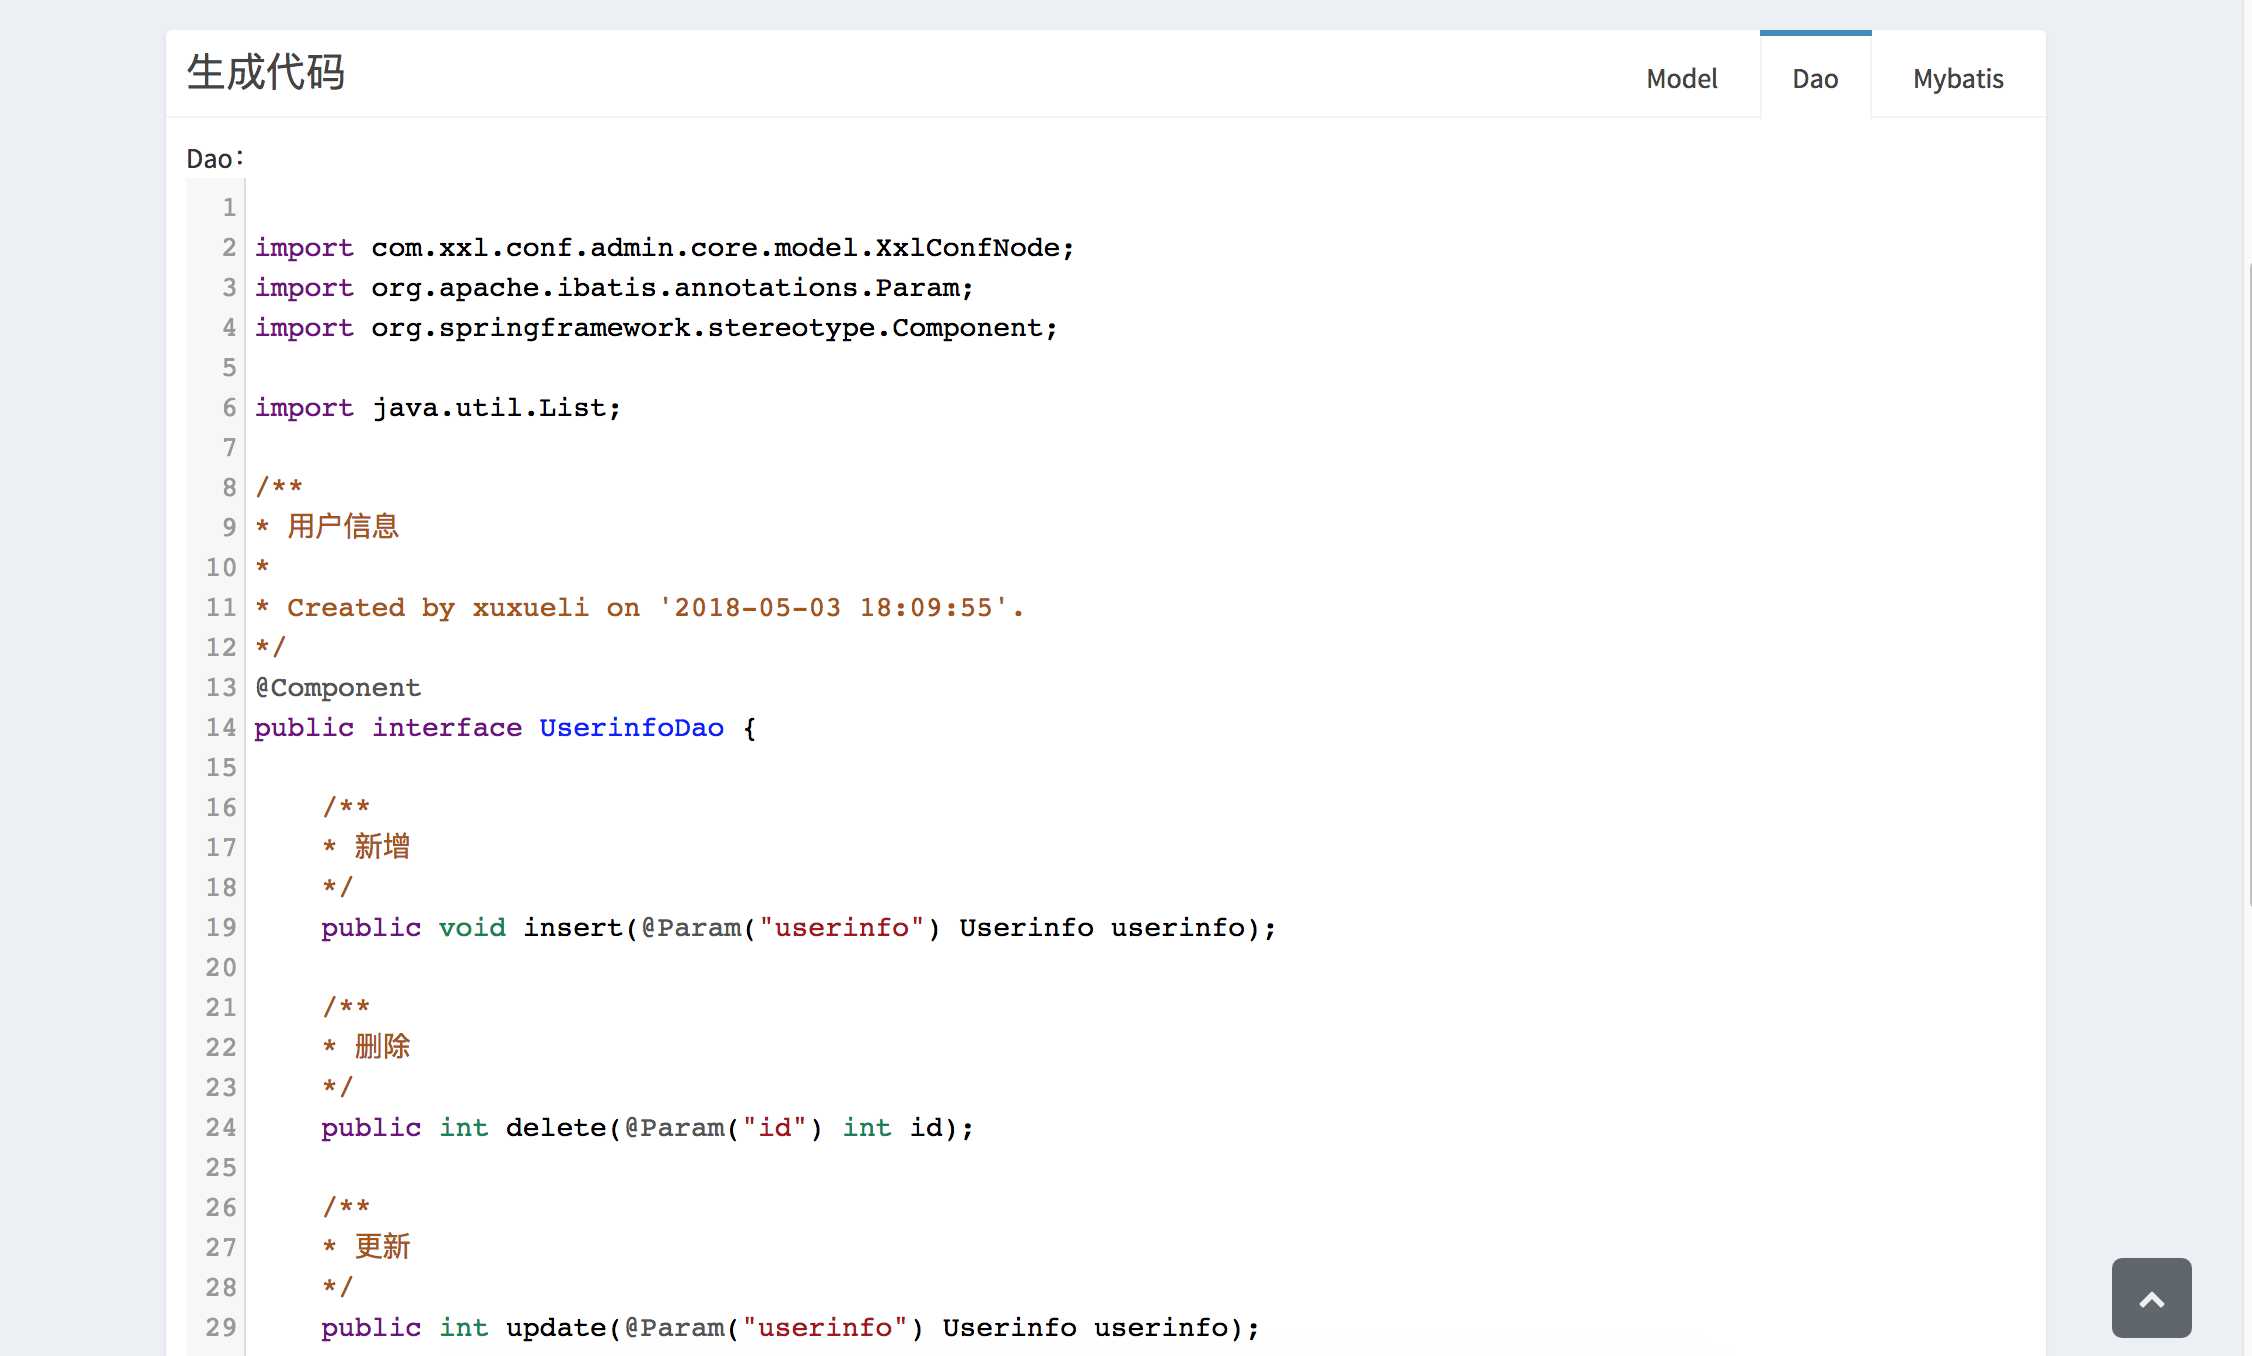 生成代码
Model Dao Mybatis
Dao：
1
2 import com.xxl.conf.admin.core.model.XxlConfNode;
3 import org.apache.ibatis.annotations.Param;
4 import org.springframework.stereotype.Component;
5
6 import java.util.List;
7
8 /**
9 * 用户信息
10 *
11 * Created by xuxueli on '2018-05-03 18:09:55'.
12 */
13 @Component
14 public interface UserinfoDao {
15
16     /**
17     * 新增
18     */
19     public void insert(@Param("userinfo") Userinfo userinfo);
20
21     /**
22     * 删除
23     */
24     public int delete(@Param("id") int id);
25
26     /**
27     * 更新
28     */
29     public int update(@Param("userinfo") Userinfo userinfo);